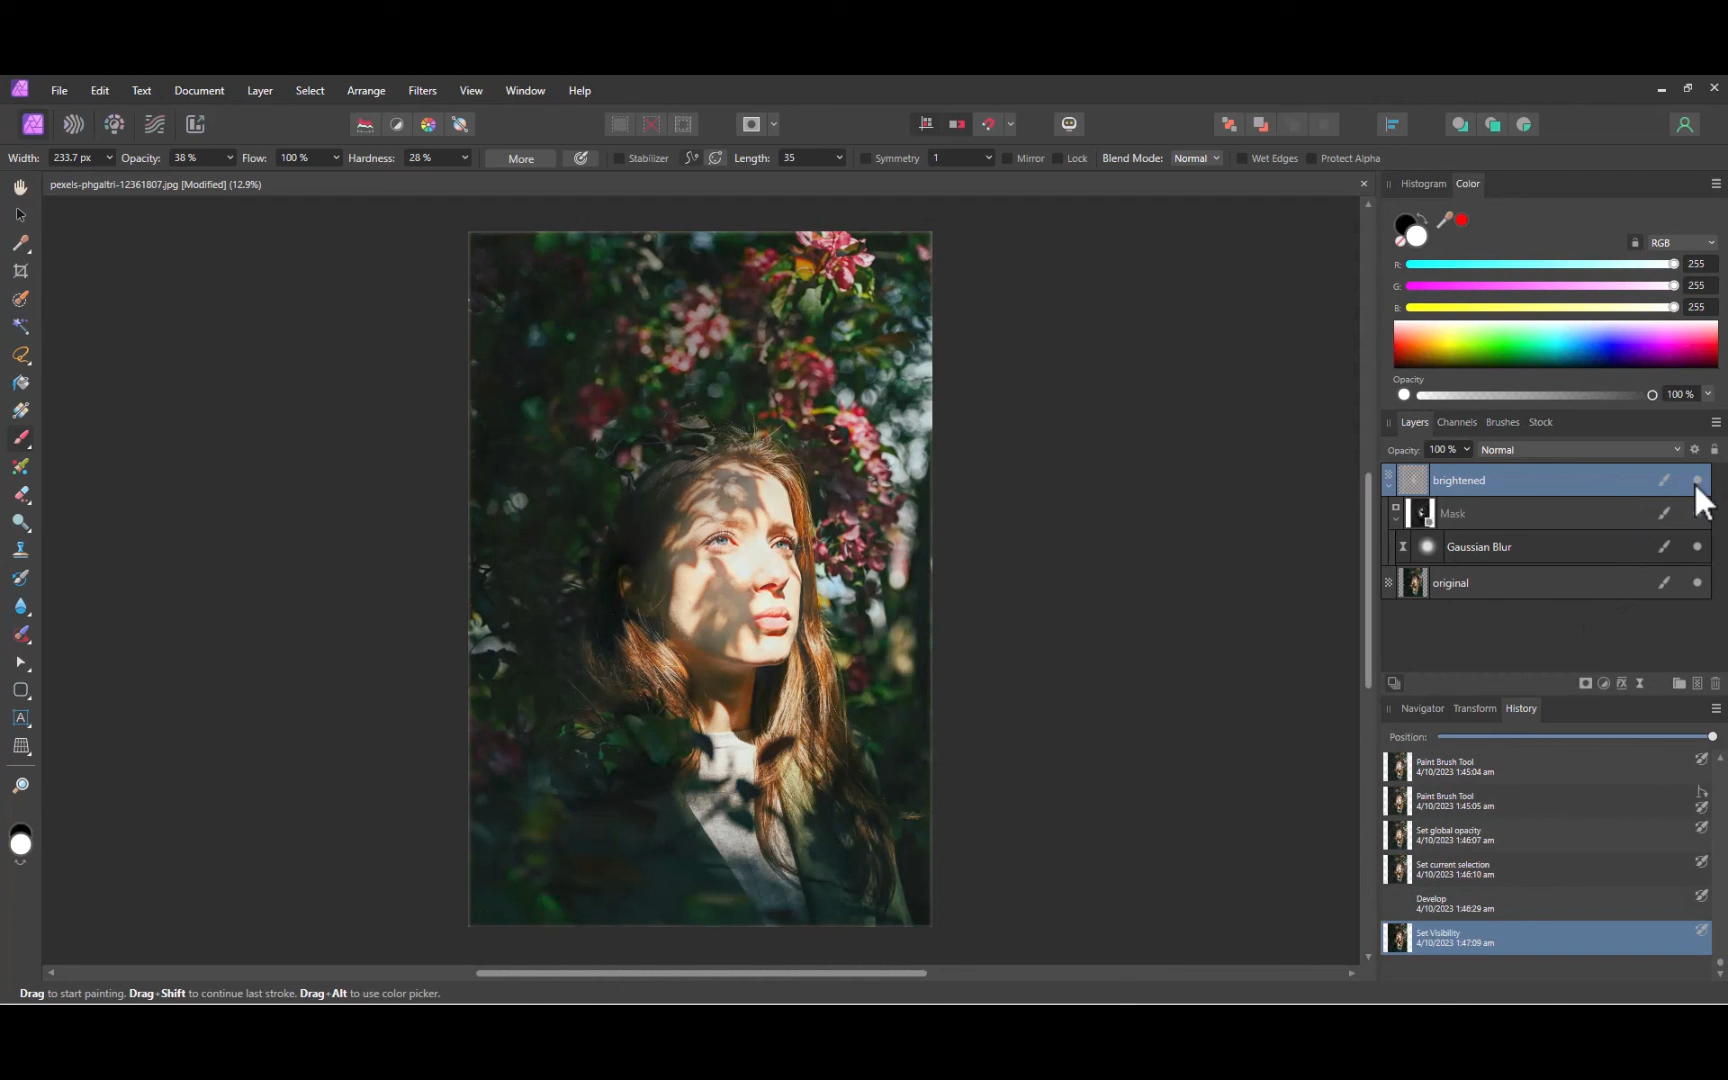 File Edit Text Document Layer Select Arrange Filters View Window Help
Width: 233.7 px Opacity: 38 % Flow: 100 % Hardness: 28 % More Stabilizer Length: 35 Symmetry 1 Mirror Lock Blend Mode: Normal Wet Edges Protect Alpha
pexels-phgaltri-12361807.jpg [Modified] (12.9%)
Histogram Color
RGB
R: 255
G: 255
B: 255
Opacity
100 %
Layers Channels Brushes Stock
Opacity: 100 % Normal
brightened
Mask
Gaussian Blur
original
Navigator Transform History
Position:
Paint Brush Tool
4/10/2023 1:45:04 am
Paint Brush Tool
4/10/2023 1:45:05 am
Set global opacity
4/10/2023 1:46:07 am
Set current selection
4/10/2023 1:46:10 am
Develop
4/10/2023 1:46:29 am
Set Visibility
4/10/2023 1:47:09 am
Drag to start painting. Drag+Shift to continue last stroke. Drag+Alt to use color picker.